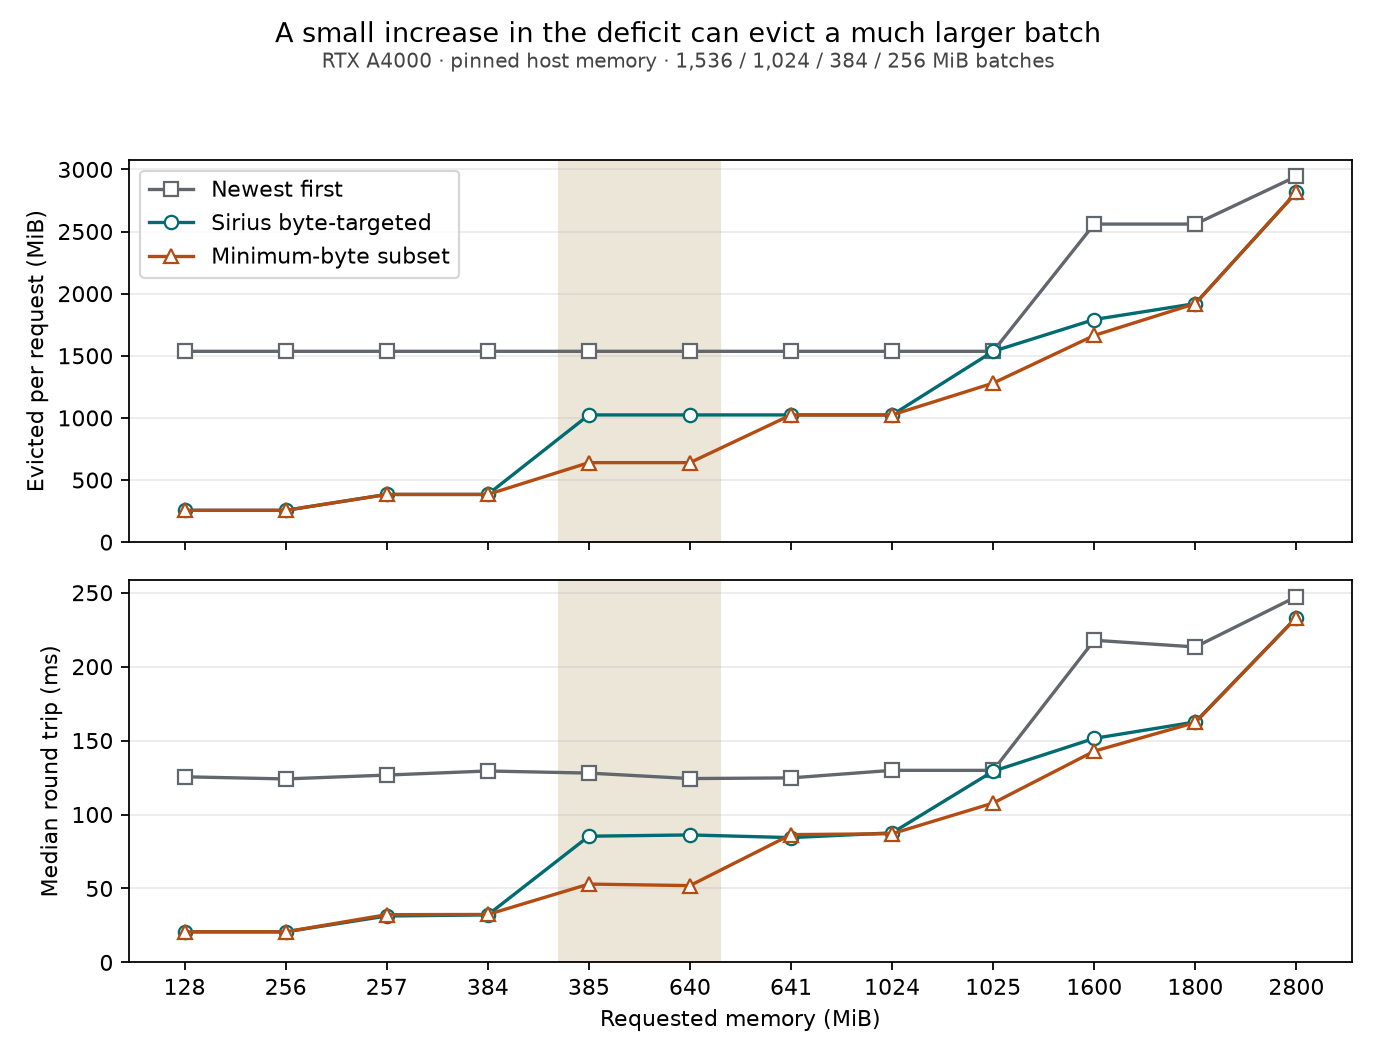 A small increase in the deficit can evict a much larger batch
RTX A4000 · pinned host memory · 1,536 / 1,024 / 384 / 256 MiB batches
Evicted per request (MiB)
3000
2500
2000
1500
1000
500
0
Newest first
Sirius byte-targeted
Minimum-byte subset
Median round trip (ms)
250
200
150
100
50
0
128 256 257 384 385 640 641 1024 1025 1600 1800 2800
Requested memory (MiB)